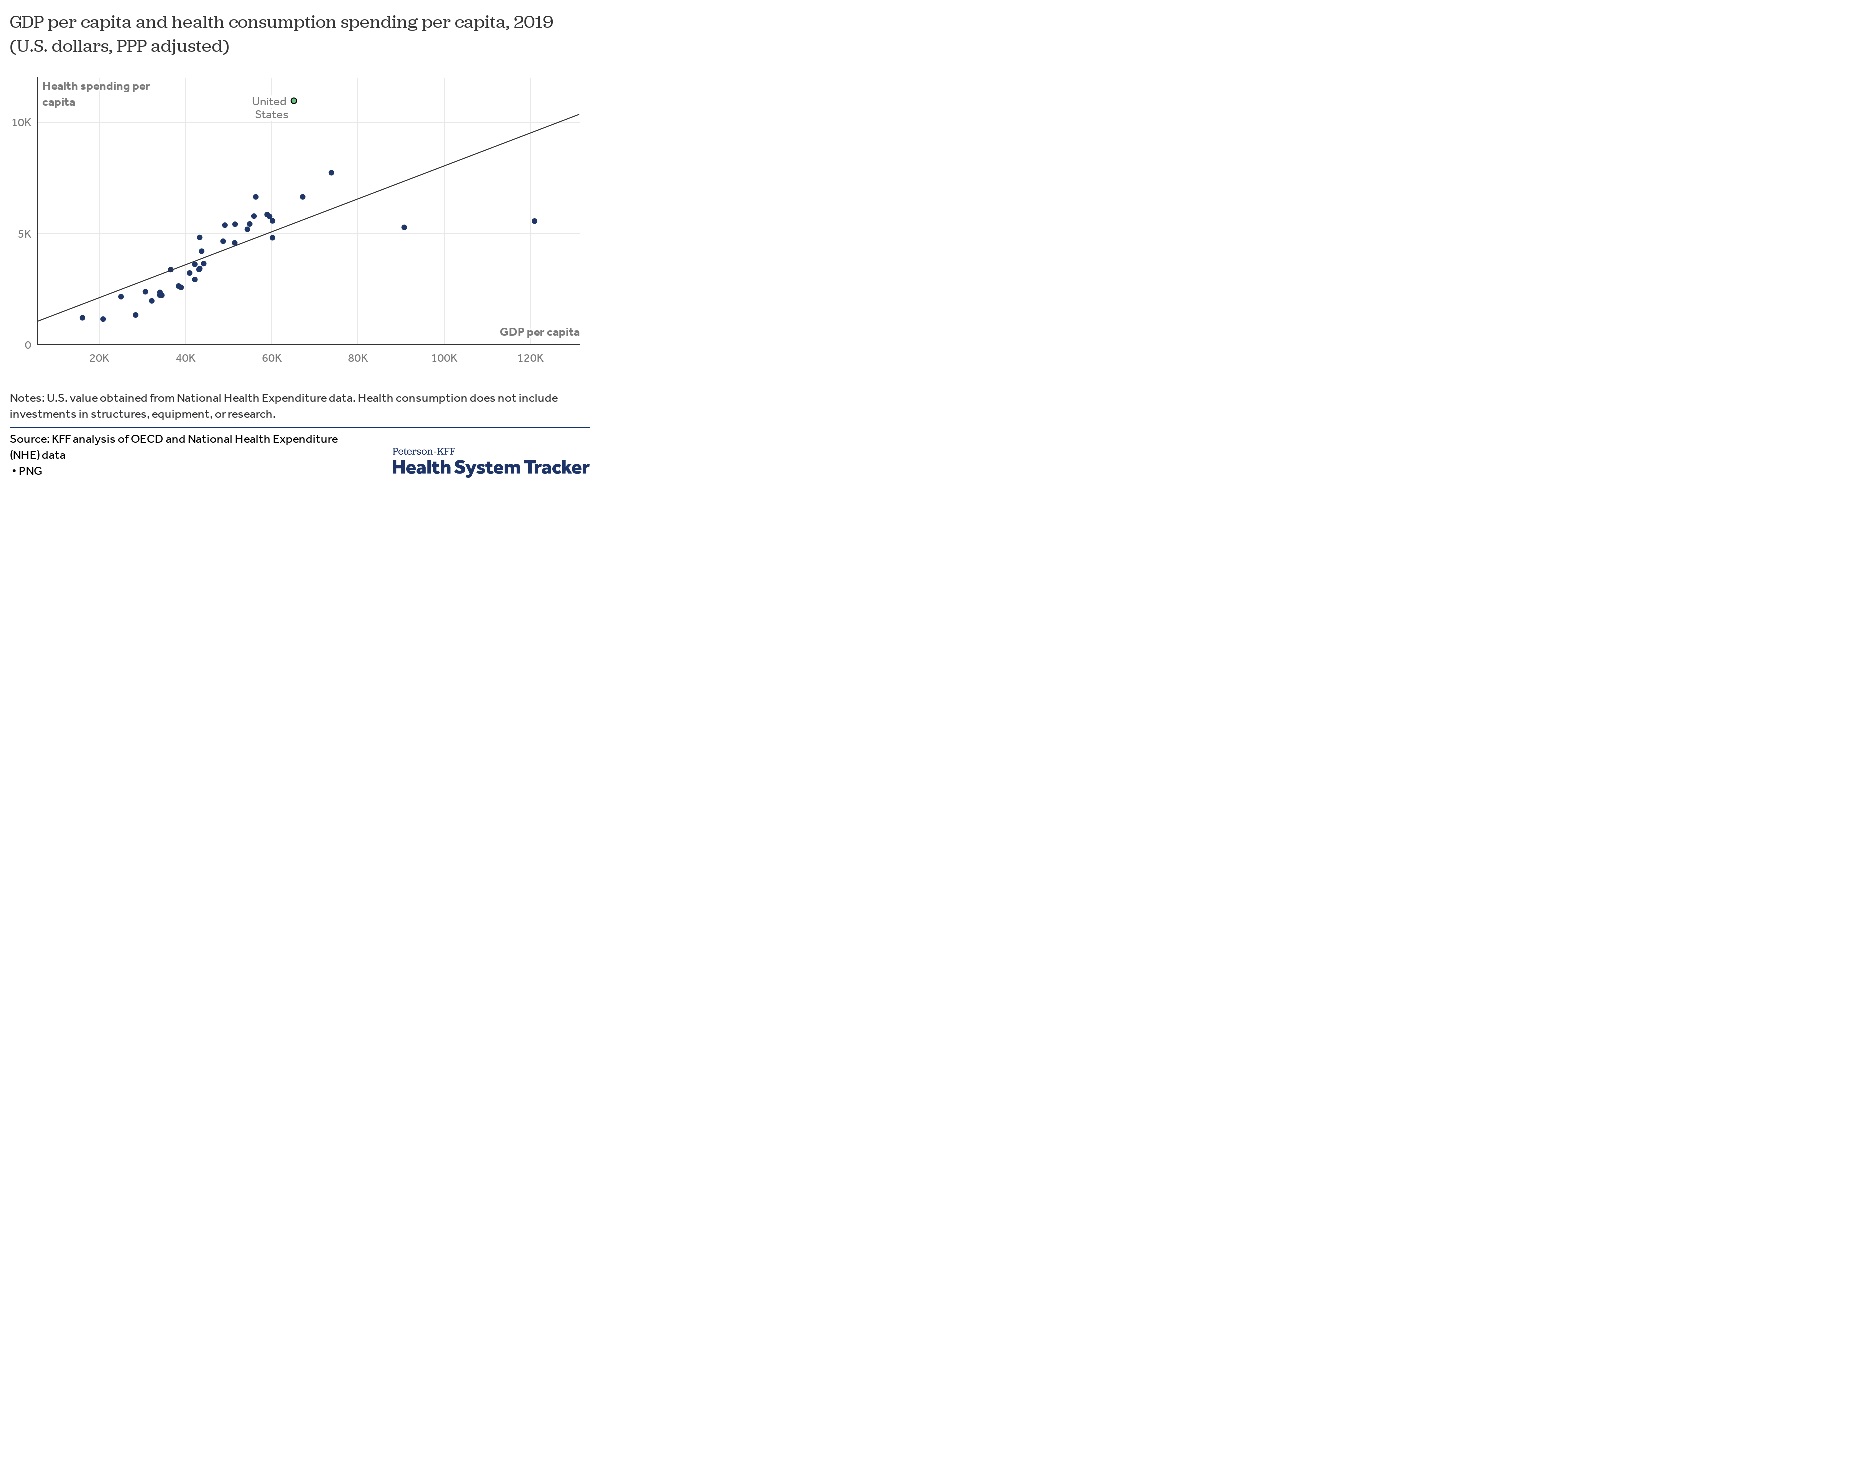 GDP per capita and health consumption spending per capita, 2019
(U.S. dollars, PPP adjusted)
Health spending per
capita
United
States
10K
5K
0
GDP per capita
20K
40K
60K
80K
100K
120K
Notes: U.S. value obtained from National Health Expenditure data. Health consumption does not include
investments in structures, equipment, or research.
Source: KFF analysis of OECD and National Health Expenditure
(NHE) data
• PNG
Peterson-KFF
Health System Tracker